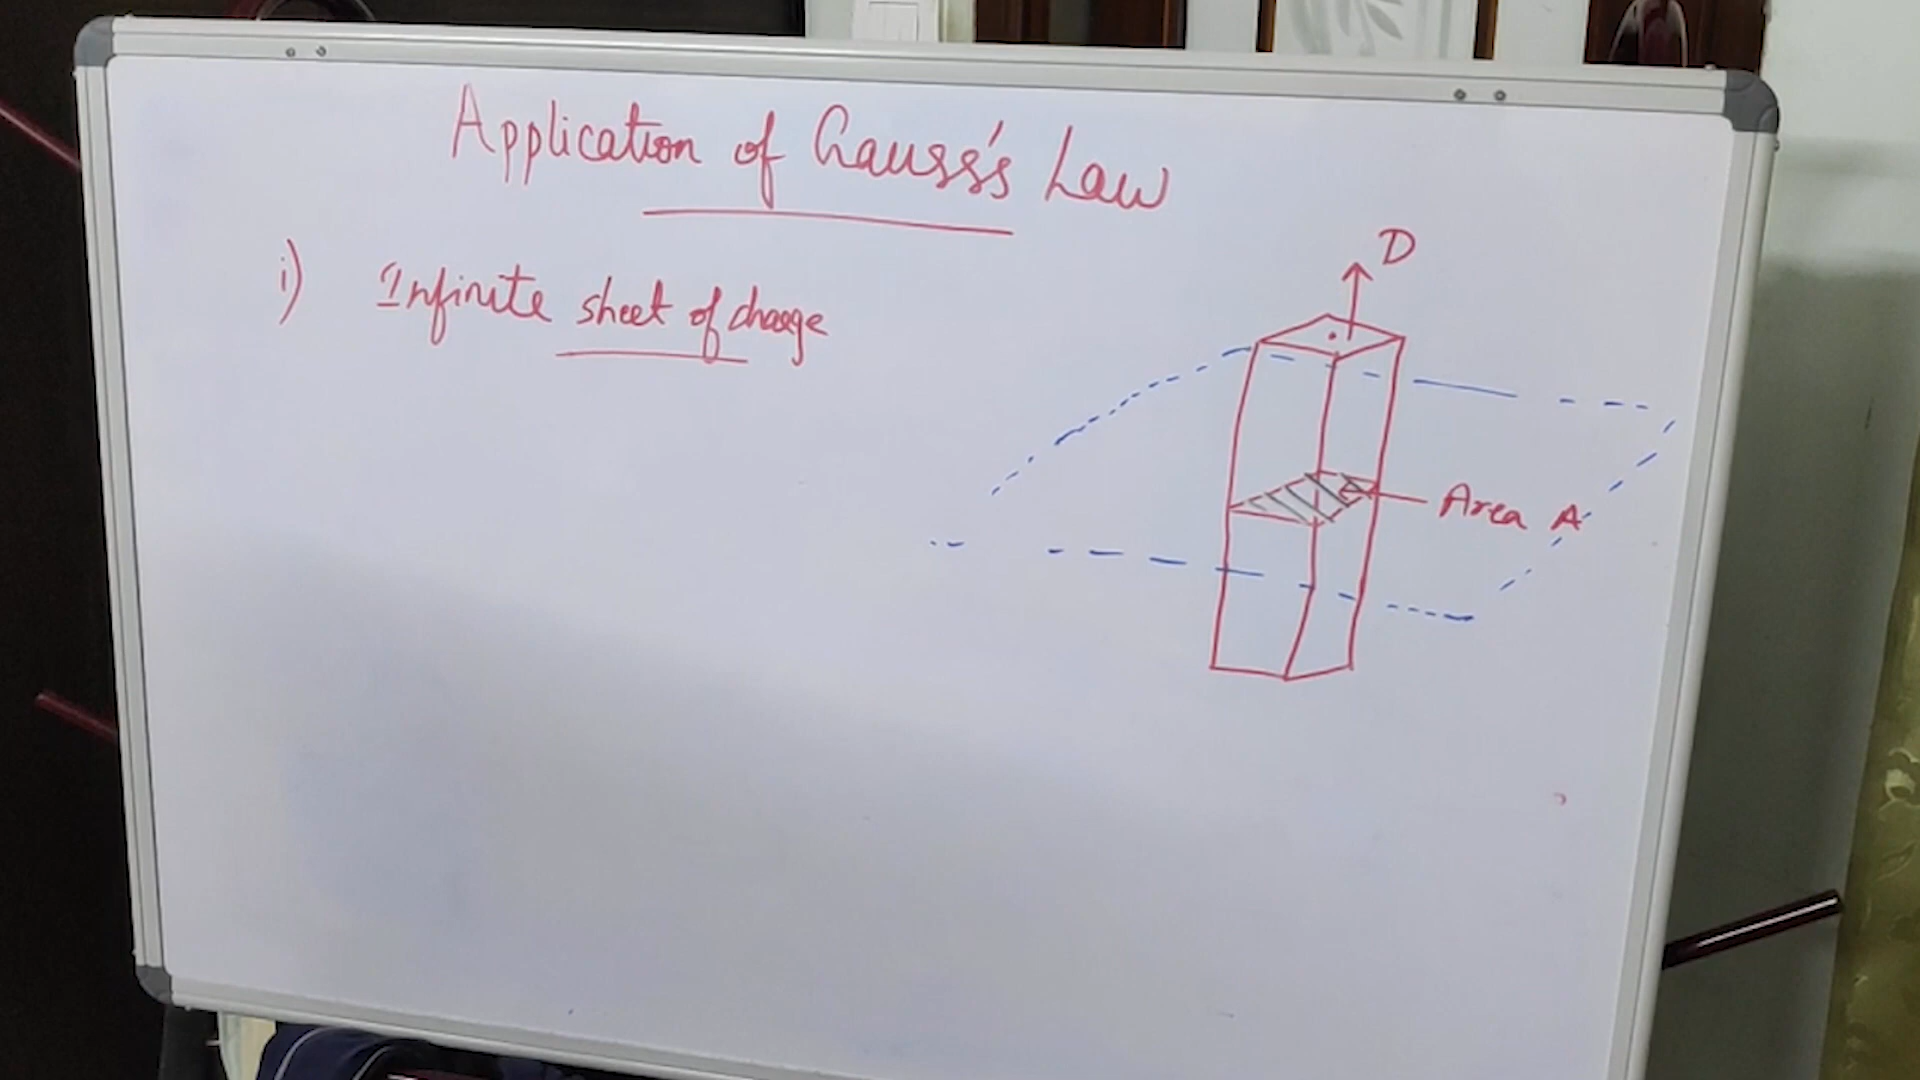 Application of Gauss's Law
i) Infinite sheet of charge
D
Area A